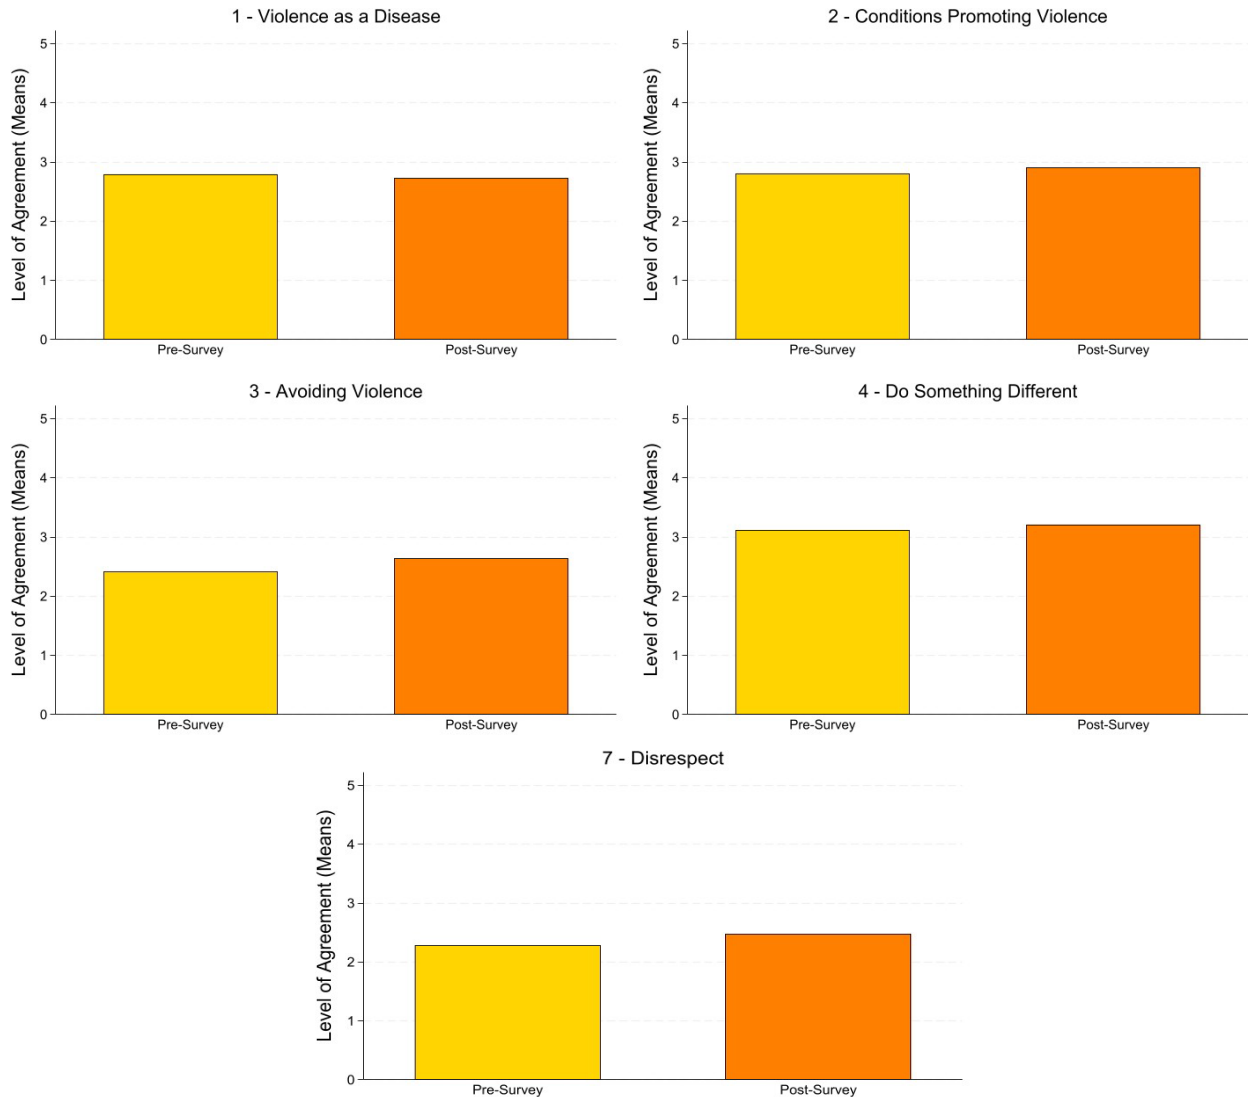 1 - Violence as a Disease
Level of Agreement (Means)
5
4
3
2
1
0
Pre-Survey Post-Survey
2 - Conditions Promoting Violence
Level of Agreement (Means)
5
4
3
2
1
0
Pre-Survey Post-Survey
3 - Avoiding Violence
Level of Agreement (Means)
5
4
3
2
1
0
Pre-Survey Post-Survey
4 - Do Something Different
Level of Agreement (Means)
5
4
3
2
1
0
Pre-Survey Post-Survey
7 - Disrespect
Level of Agreement (Means)
5
4
3
2
1
0
Pre-Survey Post-Survey